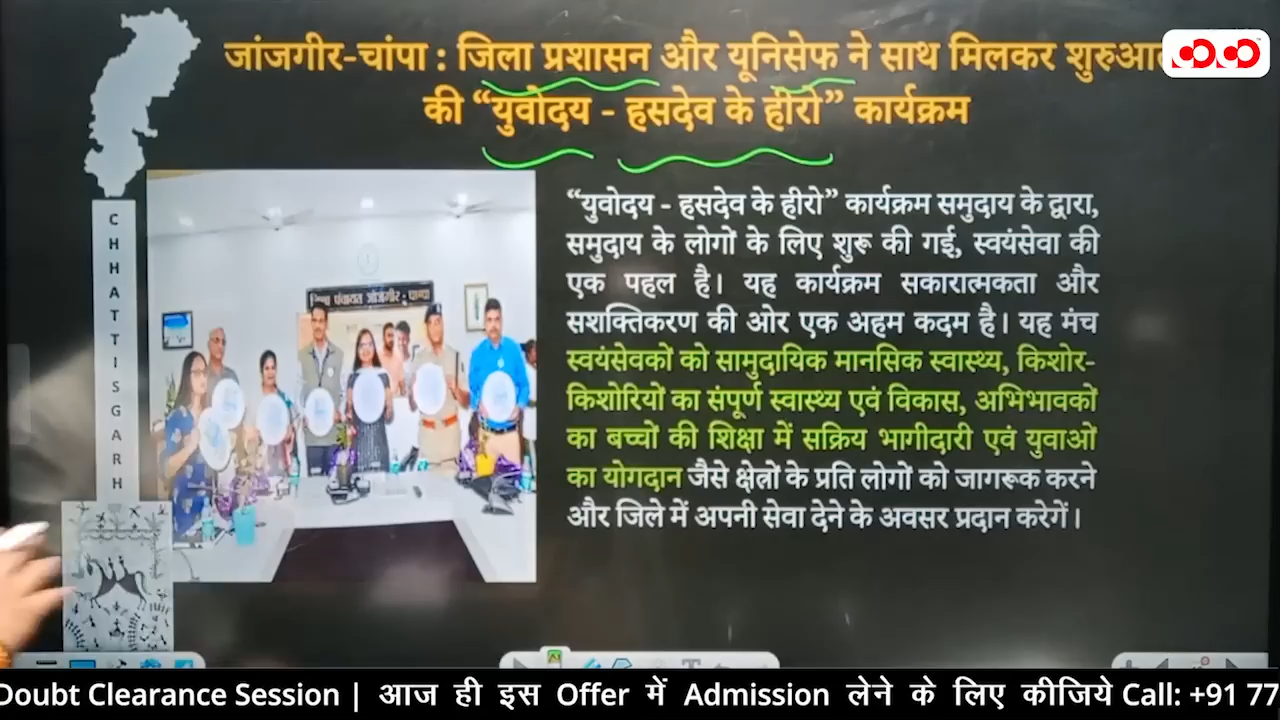 जांजगीर-चांपा : जिला प्रशासन और यूनिसेफ ने साथ मिलकर शुरुआत
की “युवोदय - हसदेव के हीरो” कार्यक्रम
CHHATTISGARH
जिला पंचायत जाँजगीर - चाम्पा
“युवोदय - हसदेव के हीरो” कार्यक्रम समुदाय के द्वारा,
समुदाय के लोगों के लिए शुरू की गई, स्वयंसेवा की
एक पहल है। यह कार्यक्रम सकारात्मकता और
सशक्तिकरण की ओर एक अहम कदम है। यह मंच
स्वयंसेवकों को सामुदायिक मानसिक स्वास्थ्य, किशोर-
किशोरियों का संपूर्ण स्वास्थ्य एवं विकास, अभिभावकों
का बच्चों की शिक्षा में सक्रिय भागीदारी एवं युवाओं
का योगदान जैसे क्षेत्रों के प्रति लोगों को जागरूक करने
और जिले में अपनी सेवा देने के अवसर प्रदान करेगें।
Doubt Clearance Session | आज ही इस Offer में Admission लेने के लिए कीजिये Call: +91 77